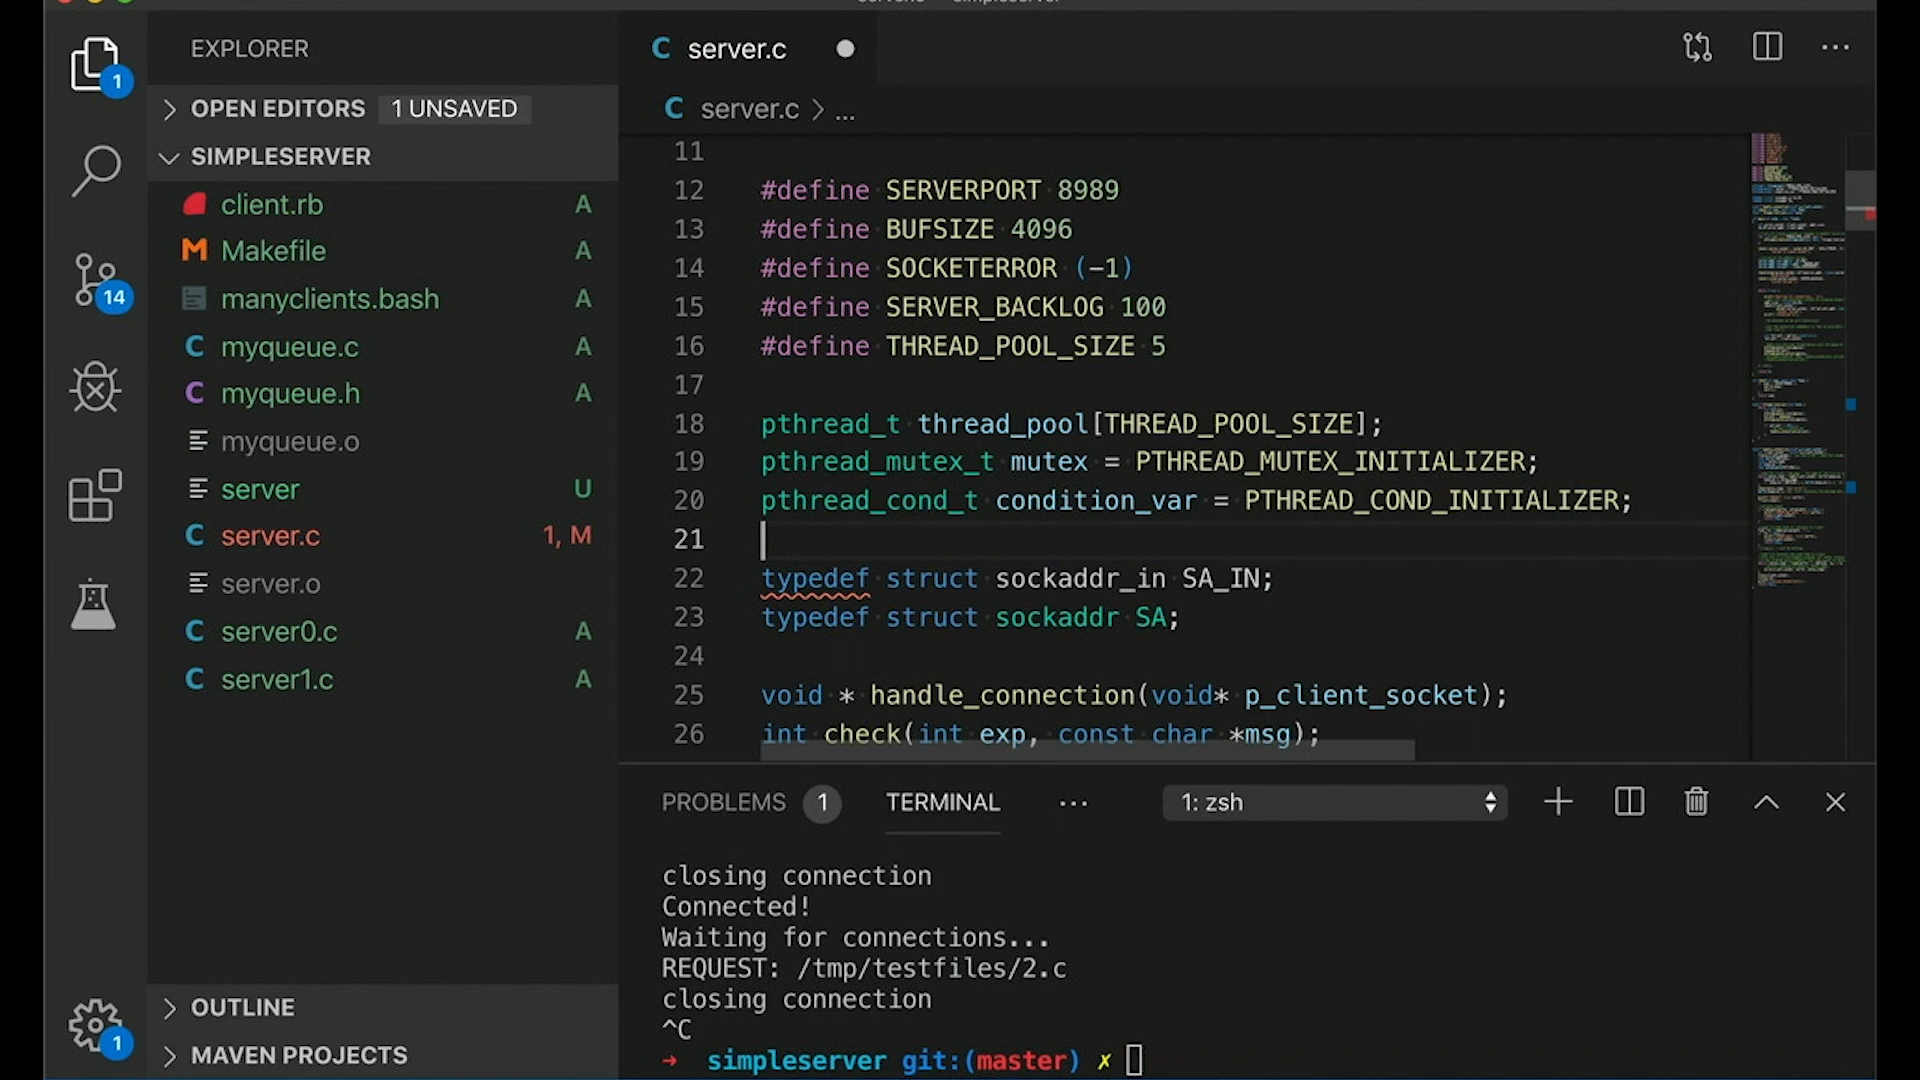 EXPLORER
1
OPEN EDITORS 1 UNSAVED
SIMPLESERVER
client.rb A
M Makefile A
manyclients.bash A
14
C myqueue.c A
C myqueue.h A
myqueue.o
server U
C server.c 1, M
server.o
C server0.c A
C server1.c A
OUTLINE
MAVEN PROJECTS
1
C server.c
C server.c > ...
11
12 #define SERVERPORT 8989
13 #define BUFSIZE 4096
14 #define SOCKETERROR (-1)
15 #define SERVER_BACKLOG 100
16 #define THREAD_POOL_SIZE 5
17
18 pthread_t thread_pool[THREAD_POOL_SIZE];
19 pthread_mutex_t mutex = PTHREAD_MUTEX_INITIALIZER;
20 pthread_cond_t condition_var = PTHREAD_COND_INITIALIZER;
21
22 typedef struct sockaddr_in SA_IN;
23 typedef struct sockaddr SA;
24
25 void * handle_connection(void* p_client_socket);
26 int check(int exp, const char *msg);
PROBLEMS 1 TERMINAL ... 1: zsh
closing connection
Connected!
Waiting for connections...
REQUEST: /tmp/testfiles/2.c
closing connection
^C
→ simpleserver git:(master) ✗